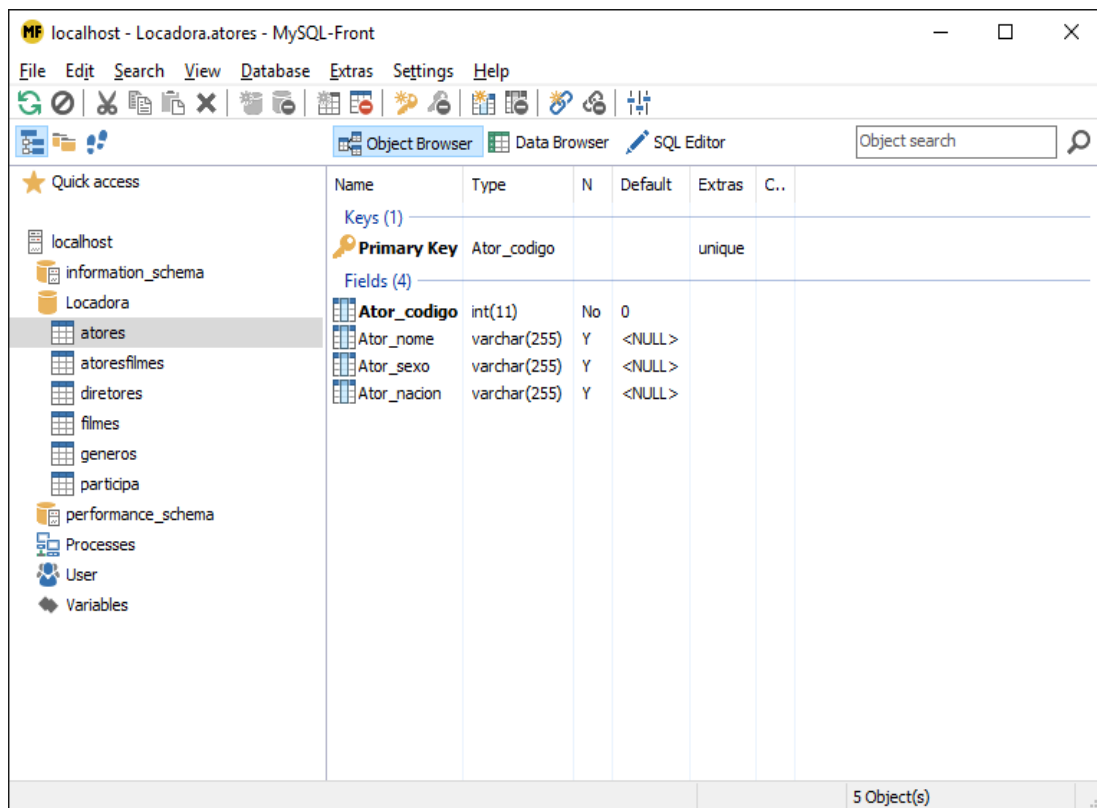 MF localhost - Locadora.atores - MySQL-Front
File Edit Search View Database Extras Settings Help
Object Browser Data Browser SQL Editor Object search
Quick access
localhost
information_schema
Locadora
atores
atoresfilmes
diretores
filmes
generos
participa
performance_schema
Processes
User
Variables
Name Type N Default Extras C..
Keys (1)
Primary Key Ator_codigo unique
Fields (4)
Ator_codigo int(11) No 0
Ator_nome varchar(255) Y <NULL>
Ator_sexo varchar(255) Y <NULL>
Ator_nacion varchar(255) Y <NULL>
5 Object(s)